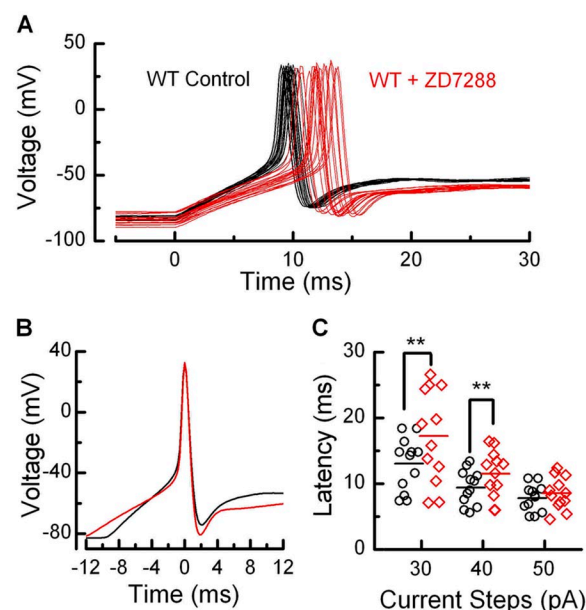 A
WT Control
WT + ZD7288
Voltage (mV)
50
0
-50
-100
0
10
20
30
Time (ms)
B
Voltage (mV)
40
0
-40
-80
-12
-8
-4
0
4
8
12
Time (ms)
C
**
**
Latency (ms)
30
20
10
0
30
40
50
Current Steps (pA)